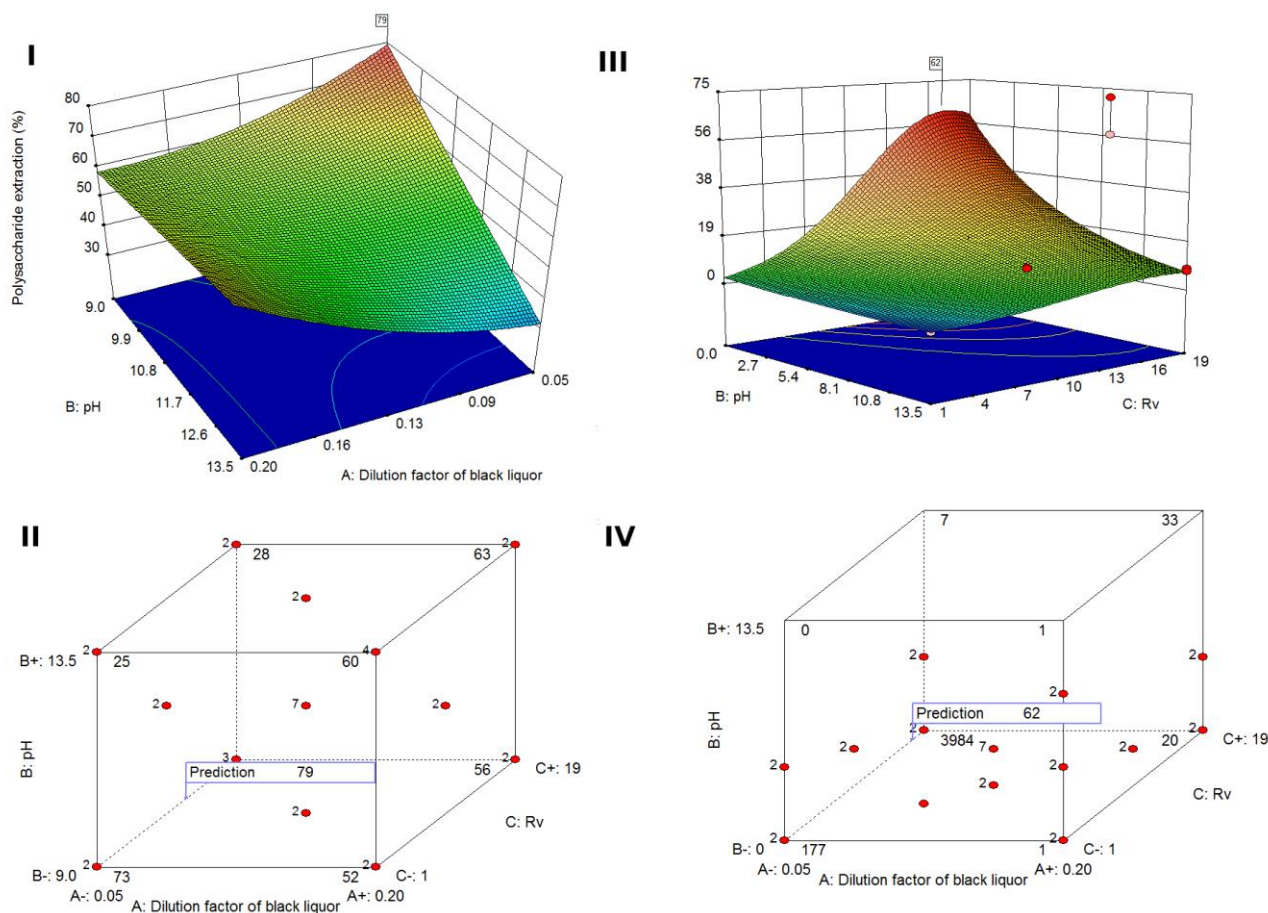 I
79
Polysaccharide extraction (%)
80
70
60
50
40
30
9.0
9.9
10.8
11.7
12.6
13.5
B: pH
0.20
0.16
0.13
0.09
0.05
A: Dilution factor of black liquor
III
62
75
56
38
19
0
0.0
2.7
5.4
8.1
10.8
13.5
B: pH
1
4
7
10
13
16
19
C: Rv
II
2 28
63 2
2
B+: 13.5 2 25
60 4
2
7
2
B: pH
3
Prediction 79
56 2
C+: 19
2
C: Rv
B-: 9.0 2 73
52 2 C-: 1
A-: 0.05
A+: 0.20
A: Dilution factor of black liquor
IV
7
33
B+: 13.5 0
1
2
2
2
B: pH
Prediction 62
2 3984
20 2
C+: 19
2
7
2
2
2
2
C: Rv
B-: 0 2 177
1 2 C-: 1
A-: 0.05
A+: 0.20
A: Dilution factor of black liquor